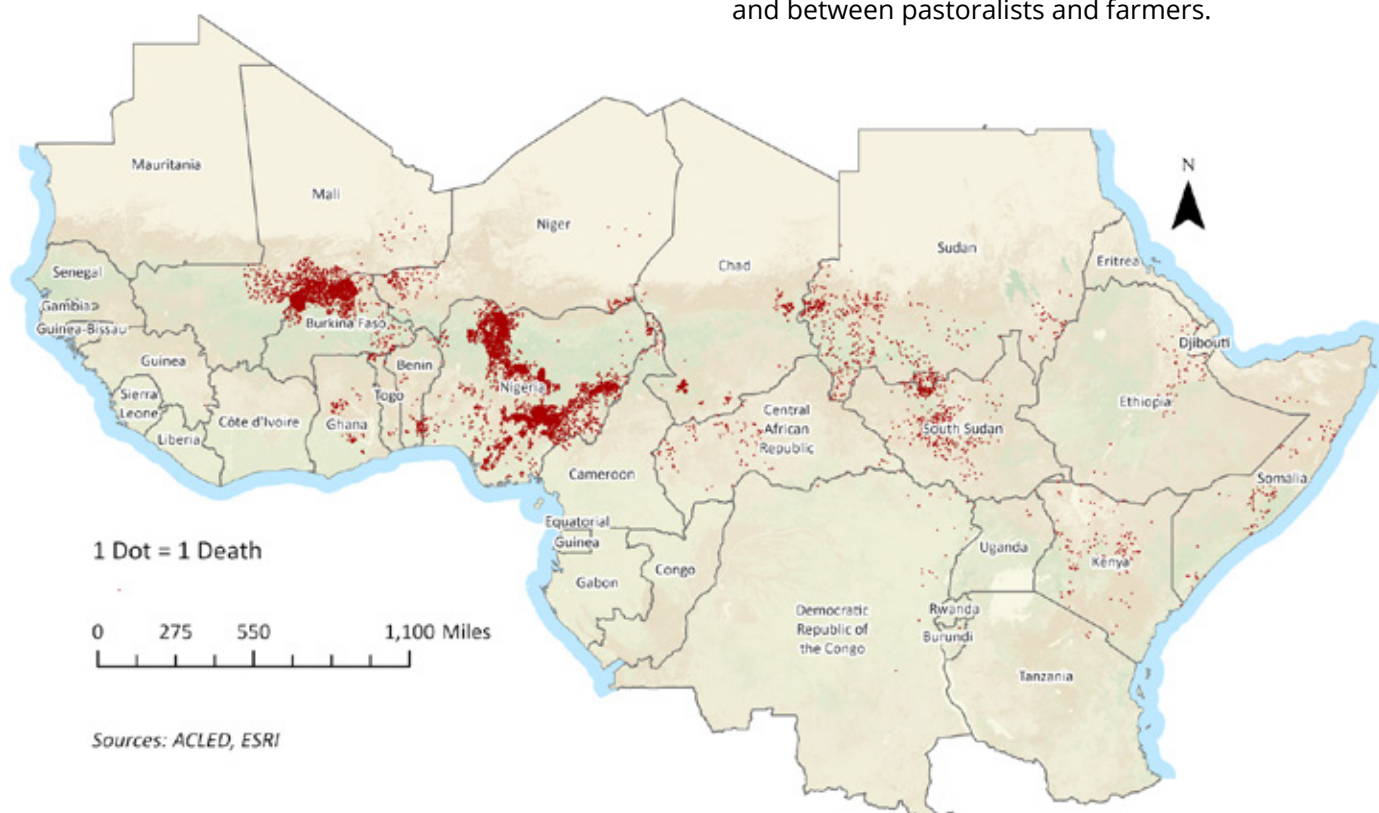 and between pastoralists and farmers.
N
Mauritania
Mali
Niger
Chad
Sudan
Eritrea
Senegal
Gambia
Guinea-Bissau
Burkina Faso
Djibouti
Guinea
Benin
Nigeria
Ethiopia
Sierra
Leone
Togo
Côte d'Ivoire
Ghana
Central
African
Republic
South Sudan
Liberia
Cameroon
Somalia
Equatorial
Guinea
Uganda
Kenya
Gabon
Congo
Democratic
Republic of
the Congo
Rwanda
Burundi
Tanzania
1 Dot = 1 Death
0 275 550 1,100 Miles
Sources: ACLED, ESRI